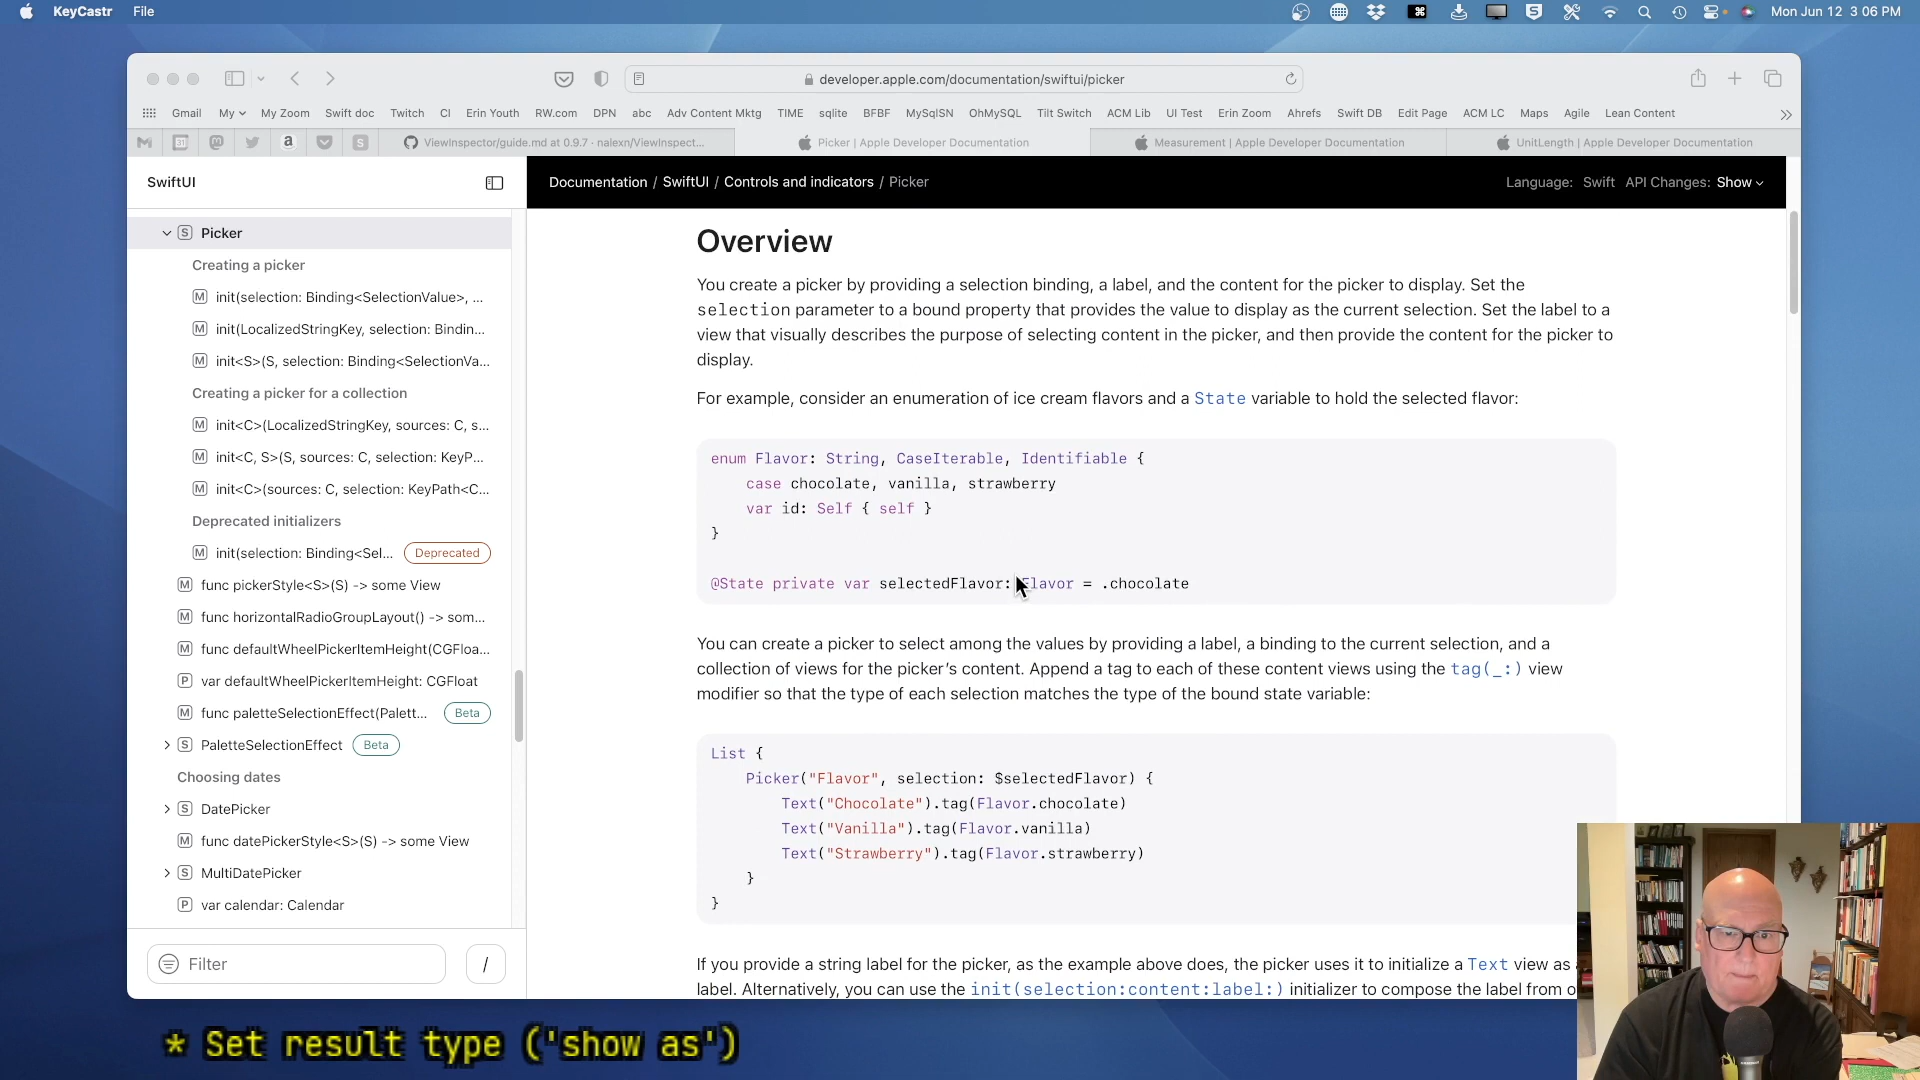 KeyCastr File Mon Jun 12 3:06 PM
developer.apple.com/documentation/swiftui/picker
Gmail My My Zoom Swift doc Twitch CI Erin Youth RW.com DPN abc Adv Content Mktg TIME sqlite BFBF MySqlSN OhMySQL Tilt Switch ACM Lib UI Test Erin Zoom Ahrefs Swift DB Edit Page ACM LC Maps Agile Lean Content
ViewInspector/guide.md at 0.9.7 · nalexn/ViewInspect... Picker | Apple Developer Documentation Measurement | Apple Developer Documentation UnitLength | Apple Developer Documentation
SwiftUI
Documentation / SwiftUI / Controls and indicators / Picker Language: Swift API Changes: Show
S Picker
Creating a picker
M init(selection: Binding<SelectionValue>, ...
M init(LocalizedStringKey, selection: Bindin...
M init<S>(S, selection: Binding<SelectionVa...
Creating a picker for a collection
M init<C>(LocalizedStringKey, sources: C, s...
M init<C, S>(S, sources: C, selection: KeyP...
M init<C>(sources: C, selection: KeyPath<C...
Deprecated initializers
M init(selection: Binding<Sel... Deprecated
M func pickerStyle<S>(S) -> some View
M func horizontalRadioGroupLayout() -> som...
M func defaultWheelPickerItemHeight(CGFloa...
P var defaultWheelPickerItemHeight: CGFloat
M func paletteSelectionEffect(Palett... Beta
S PaletteSelectionEffect Beta
Choosing dates
S DatePicker
M func datePickerStyle<S>(S) -> some View
S MultiDatePicker
P var calendar: Calendar
Filter /
Overview
You create a picker by providing a selection binding, a label, and the content for the picker to display. Set the
selection parameter to a bound property that provides the value to display as the current selection. Set the label to a
view that visually describes the purpose of selecting content in the picker, and then provide the content for the picker to
display.
For example, consider an enumeration of ice cream flavors and a State variable to hold the selected flavor:
enum Flavor: String, CaseIterable, Identifiable {
case chocolate, vanilla, strawberry
var id: Self { self }
}
@State private var selectedFlavor: Flavor = .chocolate
You can create a picker to select among the values by providing a label, a binding to the current selection, and a
collection of views for the picker's content. Append a tag to each of these content views using the tag(_:) view
modifier so that the type of each selection matches the type of the bound state variable:
List {
Picker("Flavor", selection: $selectedFlavor) {
Text("Chocolate").tag(Flavor.chocolate)
Text("Vanilla").tag(Flavor.vanilla)
Text("Strawberry").tag(Flavor.strawberry)
}
}
If you provide a string label for the picker, as the example above does, the picker uses it to initialize a Text view as
label. Alternatively, you can use the init(selection:content:label:) initializer to compose the label from
* Set result type ('show as')